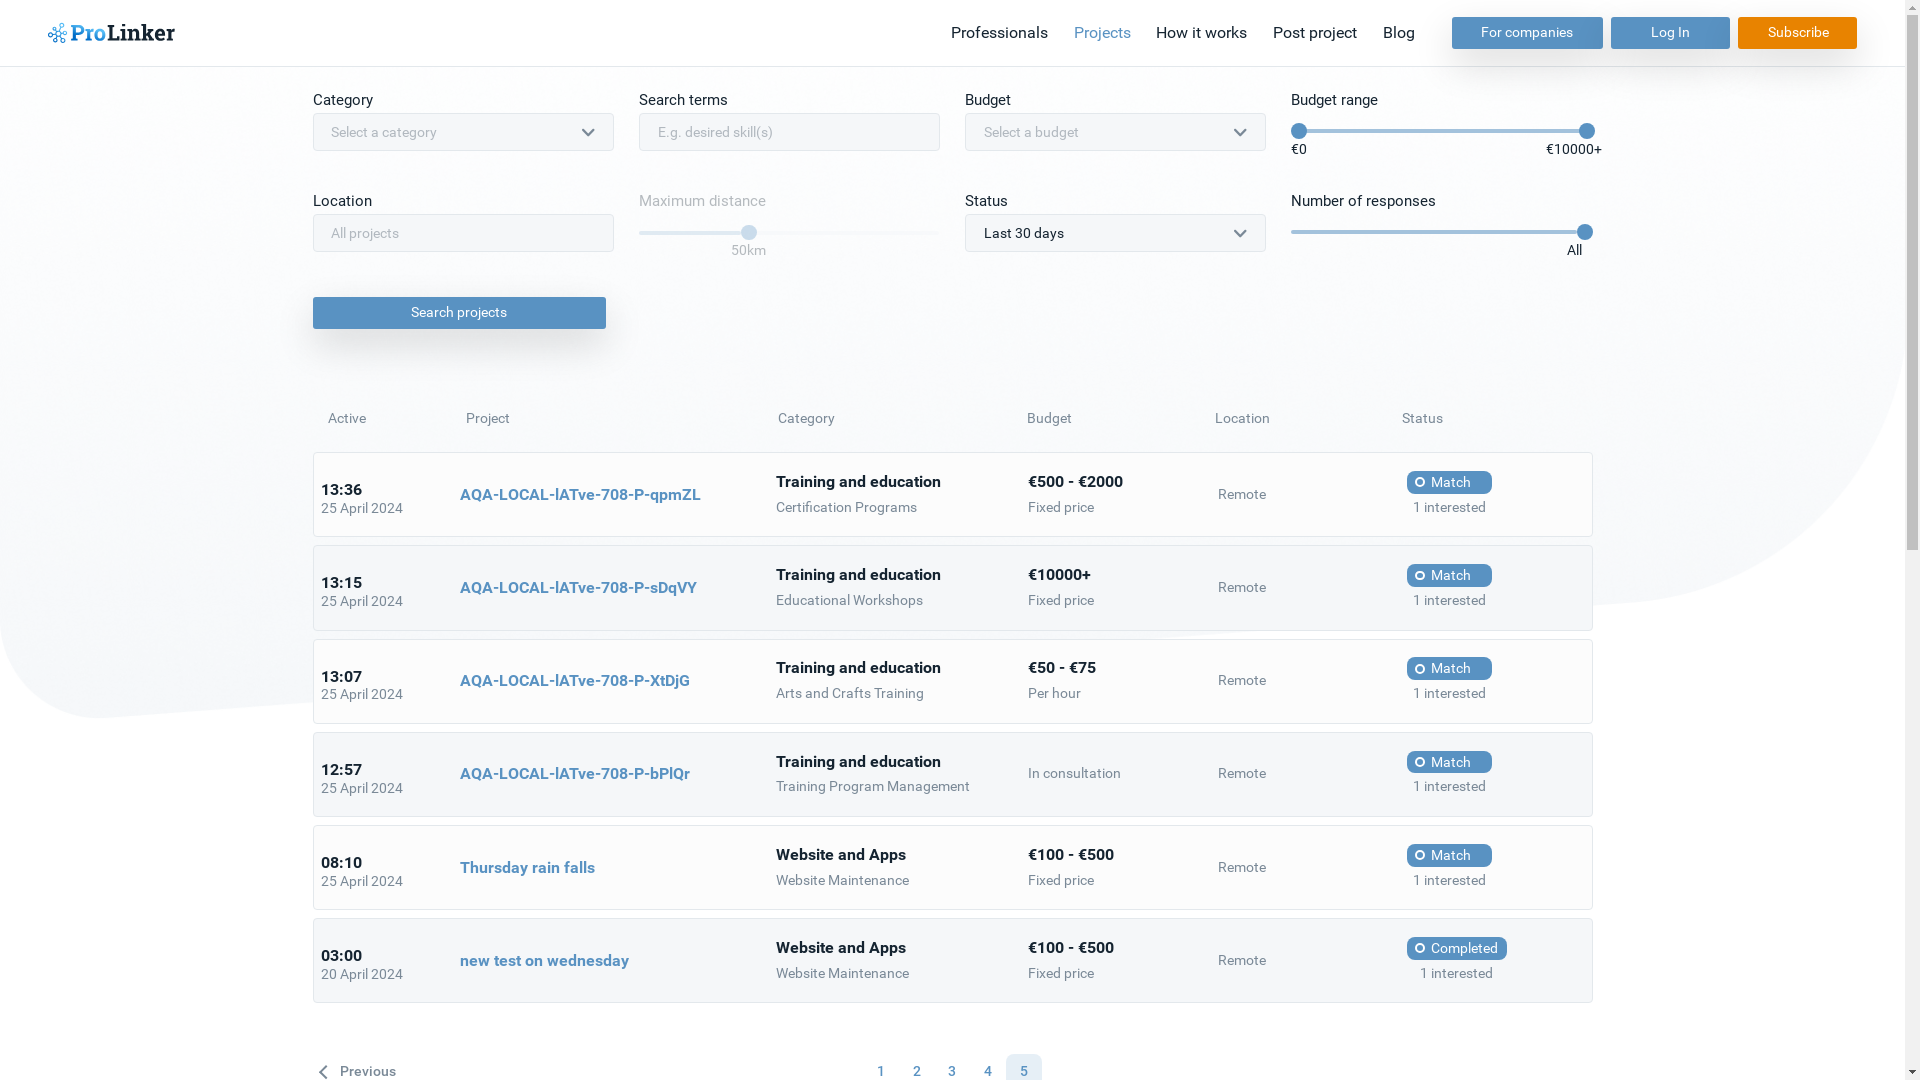 ProLinker
Professionals Projects How it works Post project Blog For companies Log In Subscribe
Category Search terms Budget Budget range
Select a category E.g. desired skill(s) Select a budget
€0 €10000+
Location Maximum distance Status Number of responses
All projects Last 30 days
50km All
Search projects
Active Project Category Budget Location Status
13:36
25 April 2024
AQA-LOCAL-lATve-708-P-qpmZL
Training and education
Certification Programs
€500 - €2000
Fixed price
Remote
Match
1 interested
13:15
25 April 2024
AQA-LOCAL-lATve-708-P-sDqVY
Training and education
Educational Workshops
€10000+
Fixed price
Remote
Match
1 interested
13:07
25 April 2024
AQA-LOCAL-lATve-708-P-XtDjG
Training and education
Arts and Crafts Training
€50 - €75
Per hour
Remote
Match
1 interested
12:57
25 April 2024
AQA-LOCAL-lATve-708-P-bPlQr
Training and education
Training Program Management
In consultation
Remote
Match
1 interested
08:10
25 April 2024
Thursday rain falls
Website and Apps
Website Maintenance
€100 - €500
Fixed price
Remote
Match
1 interested
03:00
20 April 2024
new test on wednesday
Website and Apps
Website Maintenance
€100 - €500
Fixed price
Remote
Completed
1 interested
Previous 1 2 3 4 5